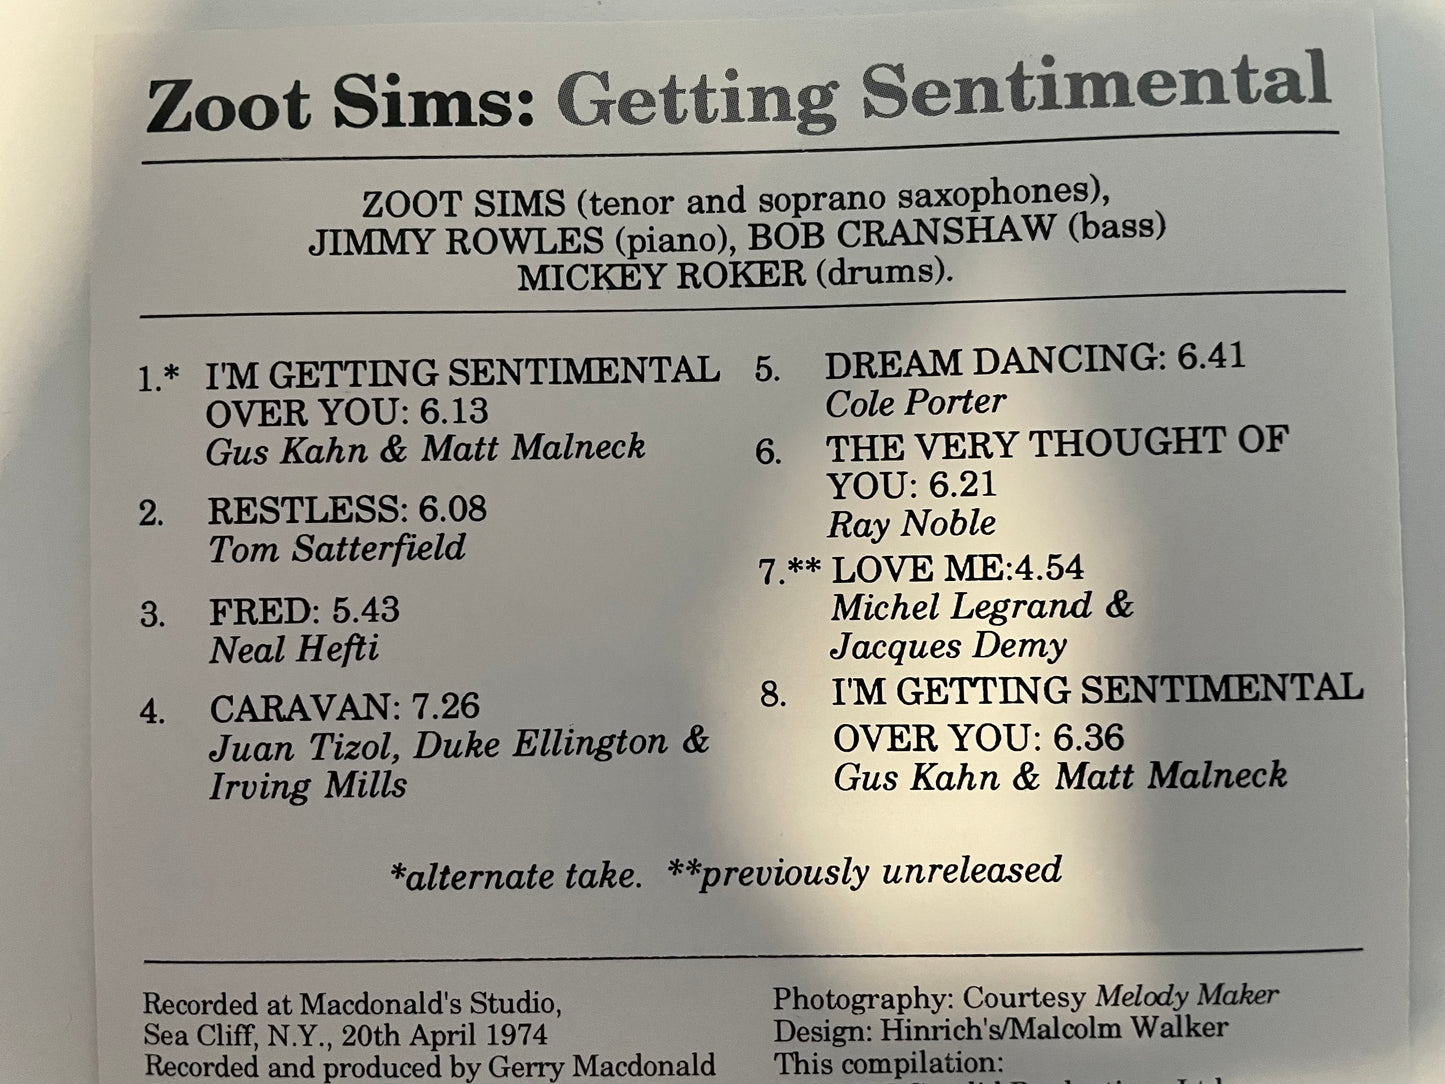 Zoot Sims: Getting Sentimental
ZOOT SIMS (tenor and soprano saxophones),
JIMMY ROWLES (piano), BOB CRANSHAW (bass)
MICKEY ROKER (drums).
1.* I'M GETTING SENTIMENTAL
OVER YOU: 6.13
Gus Kahn & Matt Malneck
2. RESTLESS: 6.08
Tom Satterfield
3. FRED: 5.43
Neal Hefti
4. CARAVAN: 7.26
Juan Tizol, Duke Ellington &
Irving Mills
5. DREAM DANCING: 6.41
Cole Porter
6. THE VERY THOUGHT OF
YOU: 6.21
Ray Noble
7.** LOVE ME:4.54
Michel Legrand &
Jacques Demy
8. I'M GETTING SENTIMENTAL
OVER YOU: 6.36
Gus Kahn & Matt Malneck
*alternate take. **previously unreleased
Recorded at Macdonald's Studio,
Sea Cliff, N.Y., 20th April 1974
Recorded and produced by Gerry Macdonald
Photography: Courtesy Melody Maker
Design: Hinrich's/Malcolm Walker
This compilation: